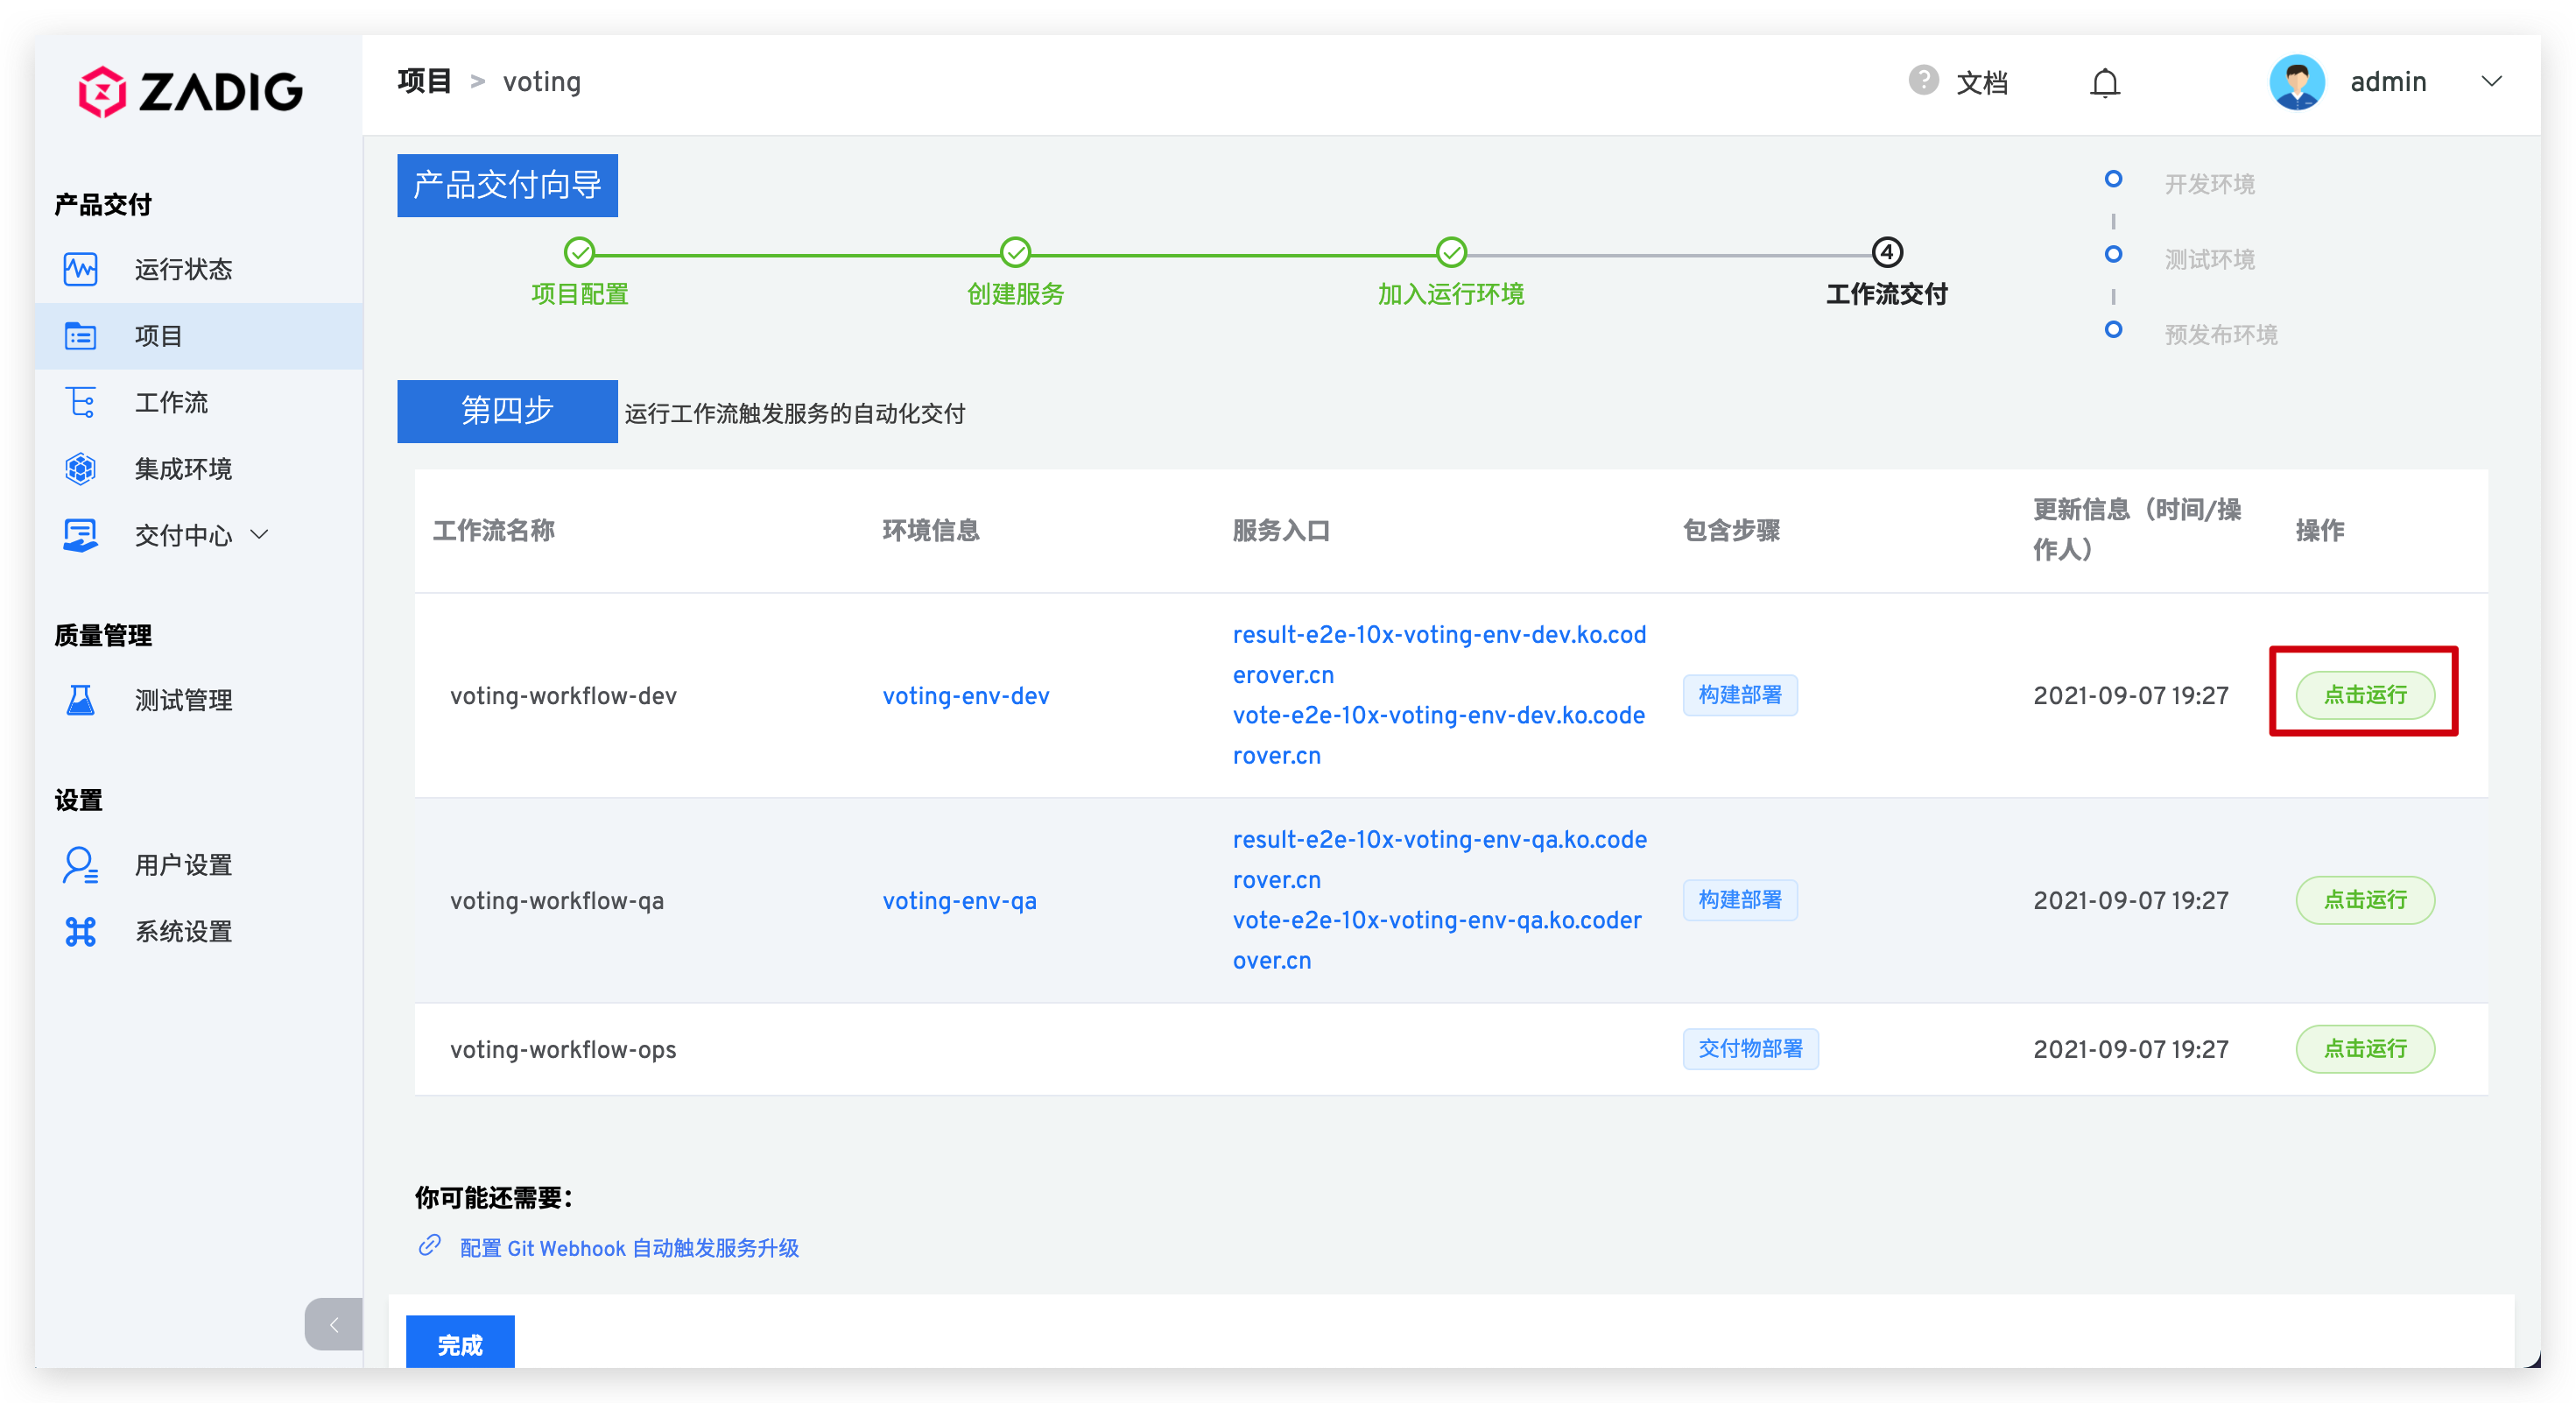 ZADIG
项目 > voting
? 文档
admin
产品交付
运行状态
项目
工作流
集成环境
交付中心
质量管理
测试管理
设置
用户设置
系统设置
产品交付向导
项目配置
创建服务
加入运行环境
4
工作流交付
开发环境
测试环境
预发布环境
第四步 运行工作流触发服务的自动化交付
工作流名称 环境信息 服务入口 包含步骤 更新信息（时间/操
作人） 操作
voting-workflow-dev voting-env-dev
result-e2e-10x-voting-env-dev.ko.cod
erover.cn
vote-e2e-10x-voting-env-dev.ko.code
rover.cn
构建部署 2021-09-07 19:27 点击运行
voting-workflow-qa voting-env-qa
result-e2e-10x-voting-env-qa.ko.code
rover.cn
vote-e2e-10x-voting-env-qa.ko.coder
over.cn
构建部署 2021-09-07 19:27 点击运行
voting-workflow-ops 交付物部署 2021-09-07 19:27 点击运行
你可能还需要：
配置 Git Webhook 自动触发服务升级
完成